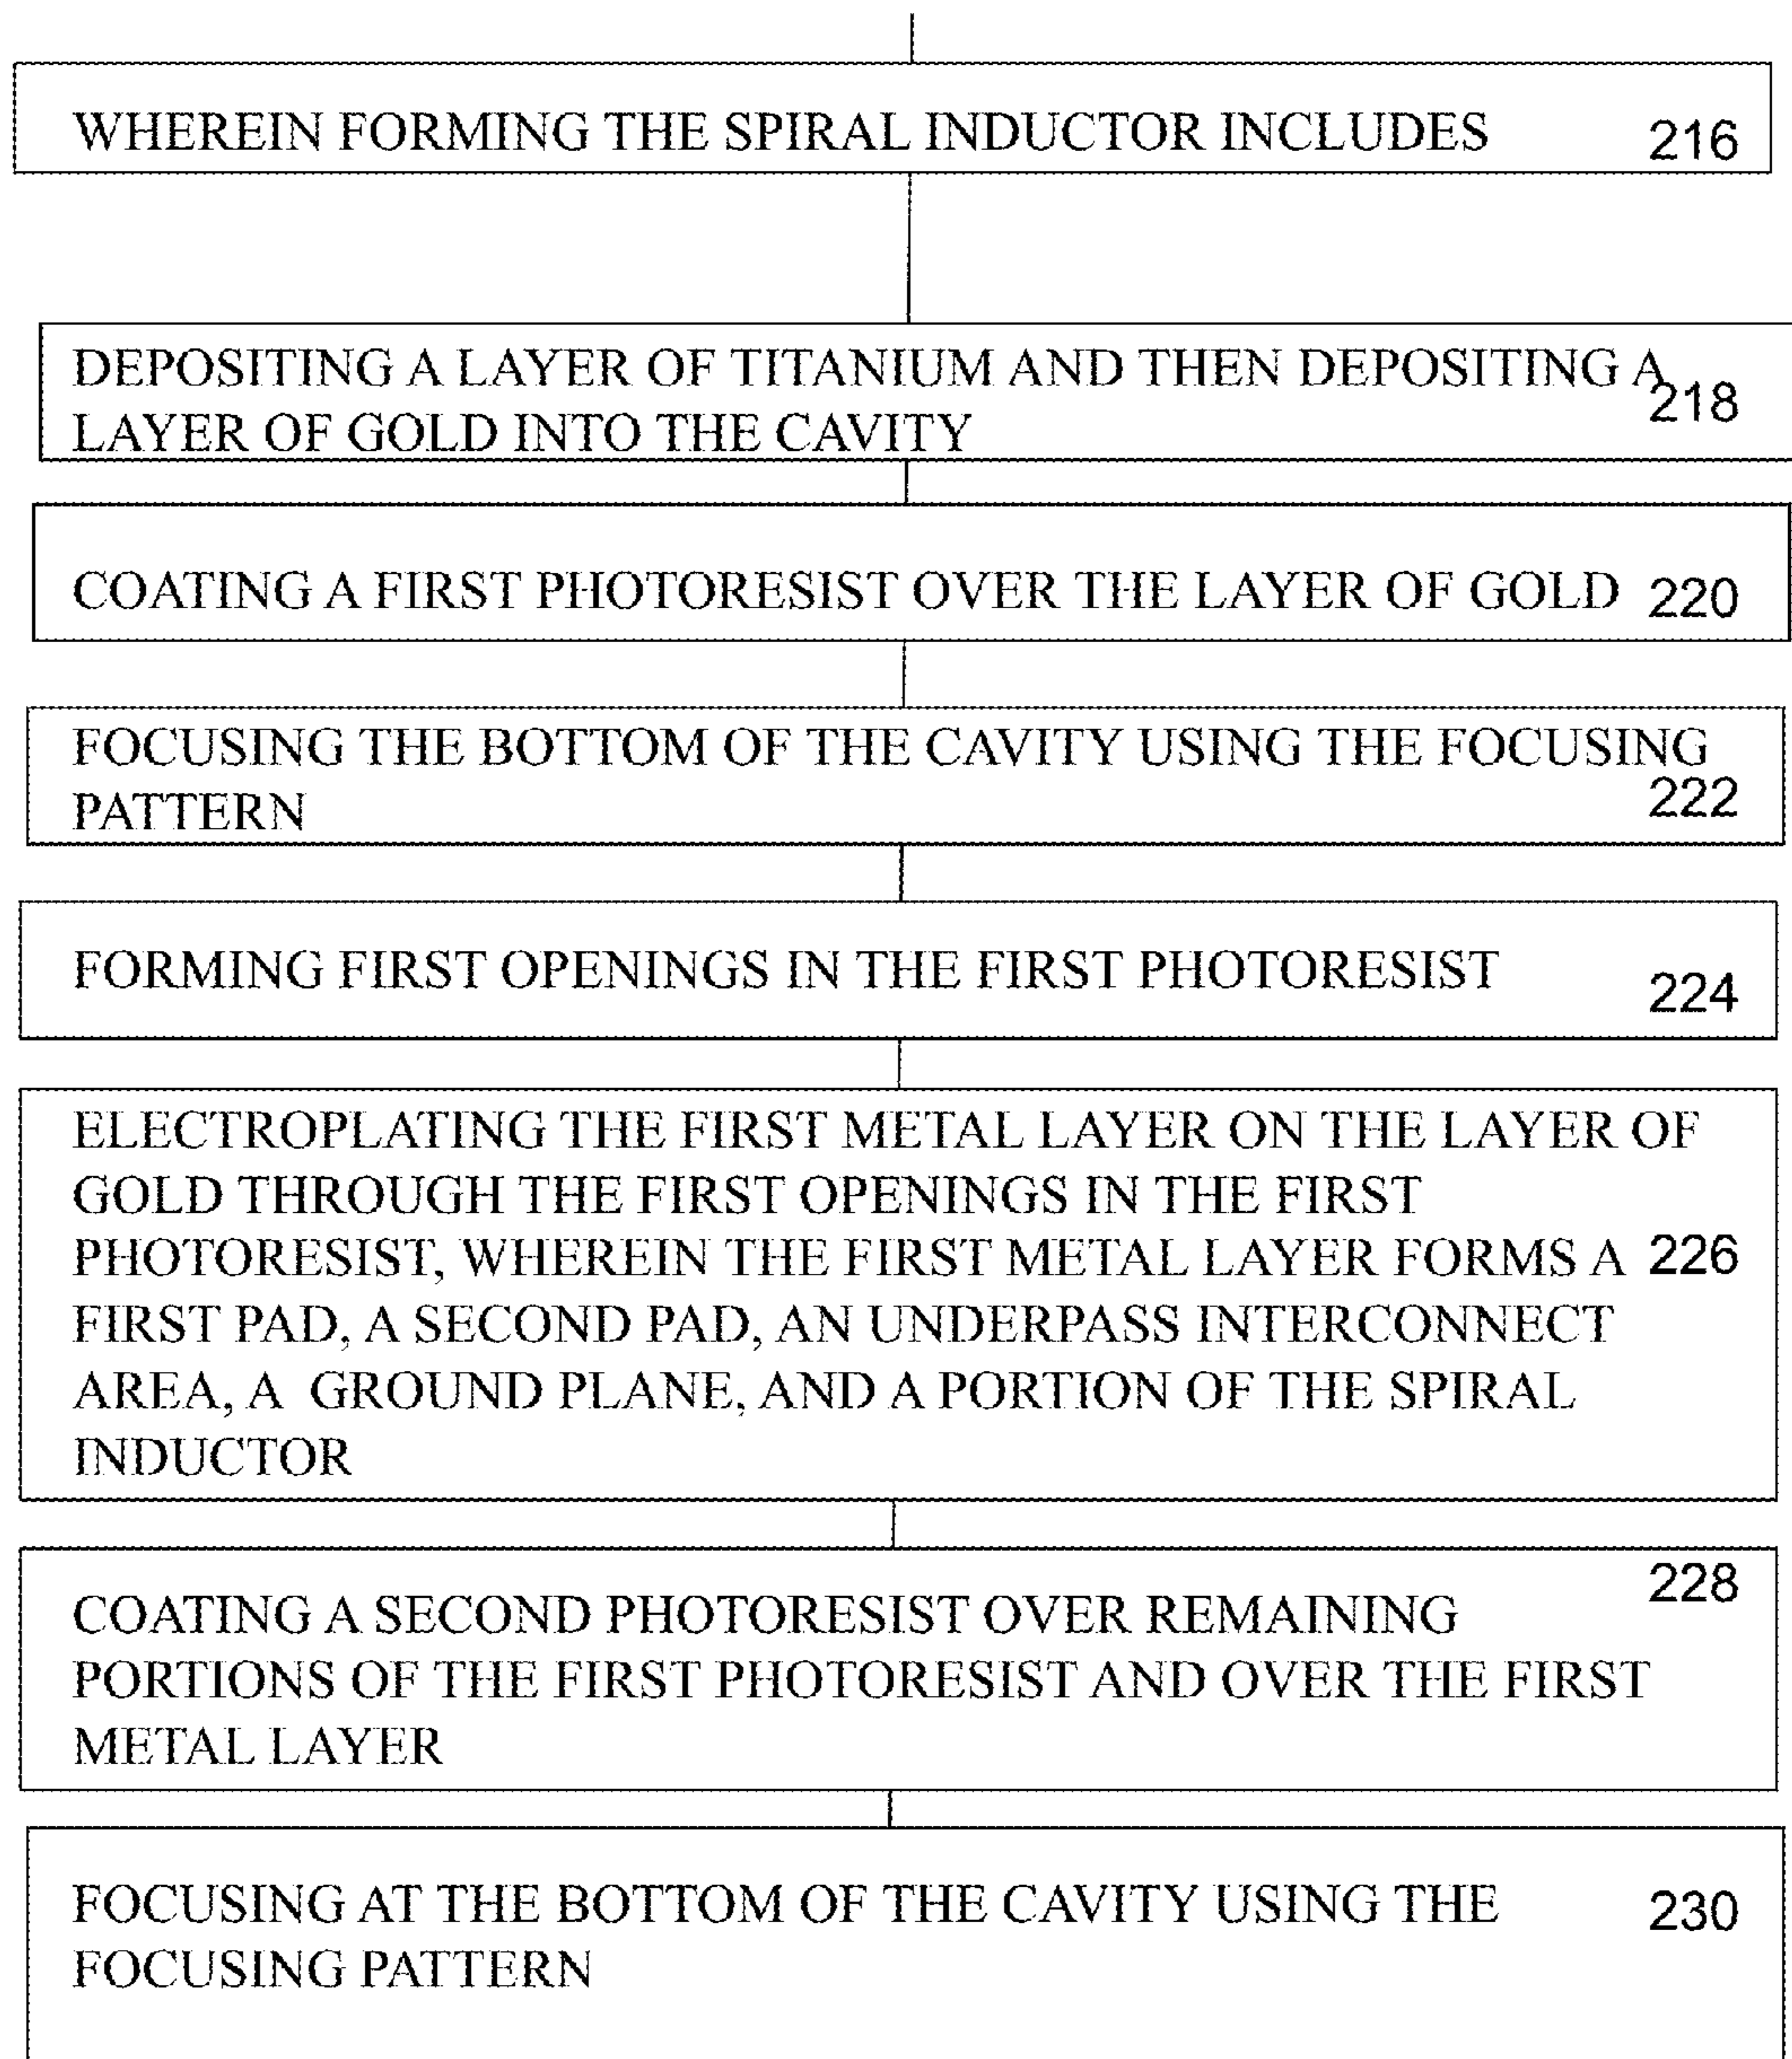 WHEREIN FORMING THE SPIRAL INDUCTOR INCLUDES 216
DEPOSITING A LAYER OF TITANIUM AND THEN DEPOSITING A
218
LAYER OF GOLD INTO THE CAVITY
COATING A FIRST PHOTORESIST OVER THE LAYER OF GOLD 220
FOCUSING THE BOTTOM OF THE CAVITY USING THE FOCUSING
PATTERN 222
FORMING FIRST OPENINGS IN THE FIRST PHOTORESIST 224
ELECTROPLATING THE FIRST METAL LAYER ON THE LAYER OF
GOLD THROUGH THE FIRST OPENINGS IN THE FIRST
PHOTORESIST, WHEREIN THE FIRST METAL LAYER FORMS A 226
FIRST PAD, A SECOND PAD, AN UNDERPASS INTERCONNECT
AREA, A GROUND PLANE, AND A PORTION OF THE SPIRAL
INDUCTOR
228
COATING A SECOND PHOTORESIST OVER REMAINING
PORTIONS OF THE FIRST PHOTORESIST AND OVER THE FIRST
METAL LAYER
FOCUSING AT THE BOTTOM OF THE CAVITY USING THE 230
FOCUSING PATTERN